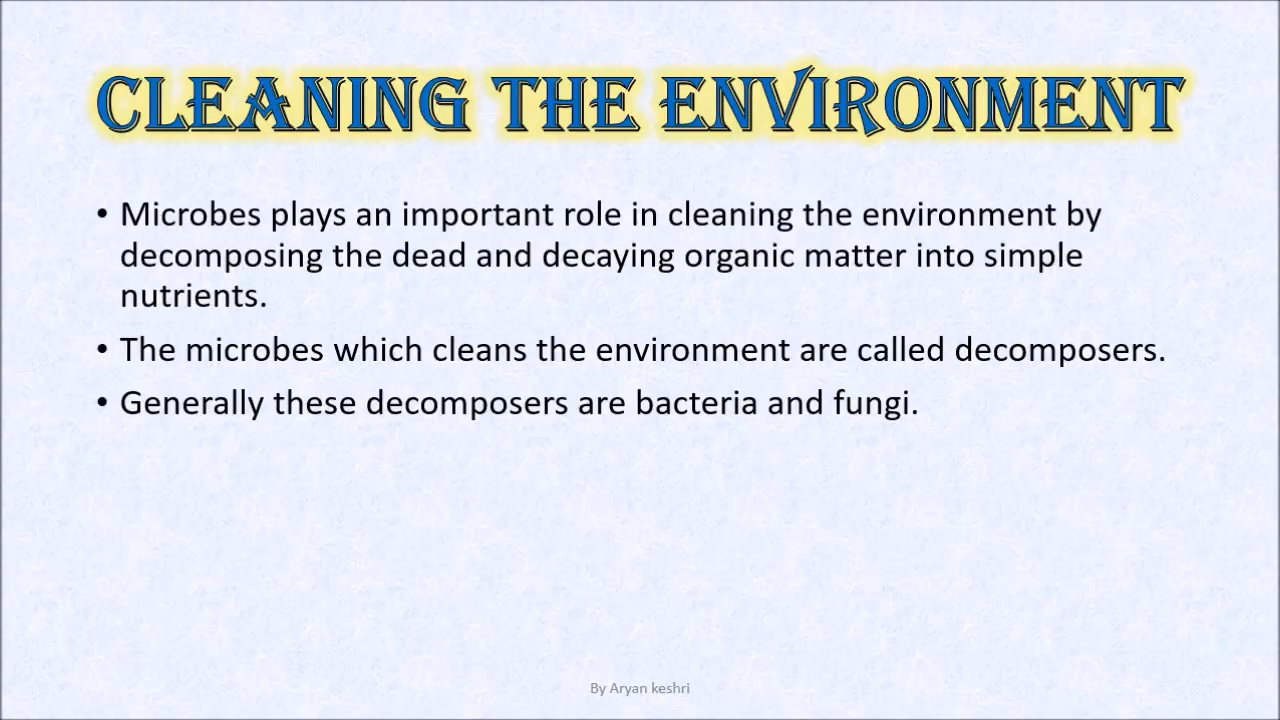 CLEANING THE ENVIRONMENT
• Microbes plays an important role in cleaning the environment by
decomposing the dead and decaying organic matter into simple
nutrients.
• The microbes which cleans the environment are called decomposers.
• Generally these decomposers are bacteria and fungi.
By Aryan keshri